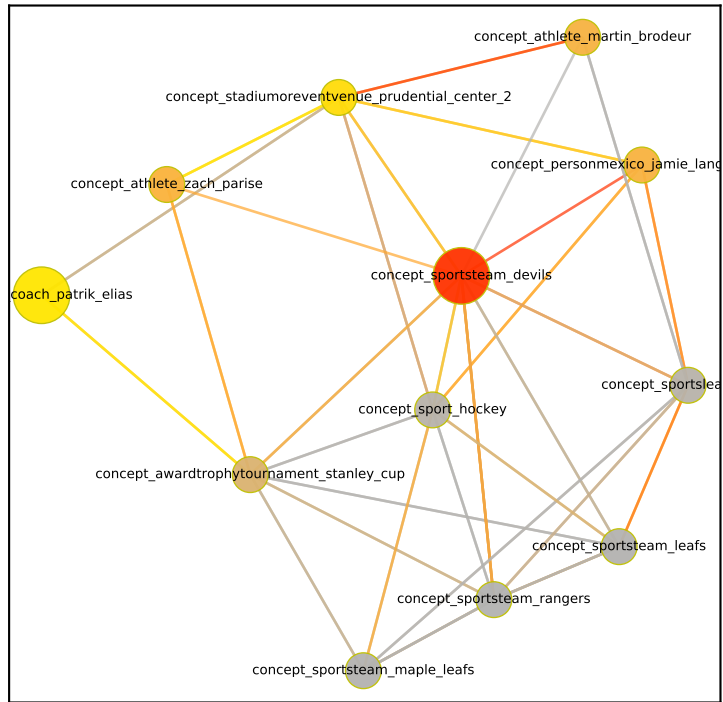 concept_athlete_martin_brodeur
concept_stadiumoreventvenue_prudential_center_2
concept_personmexico_jamie_lang
concept_athlete_zach_parise
concept_sportsteam_devils
coach_patrik_elias
concept_sportslea
concept_sport_hockey
concept_awardtrophytournament_stanley_cup
concept_sportsteam_leafs
concept_sportsteam_rangers
concept_sportsteam_maple_leafs